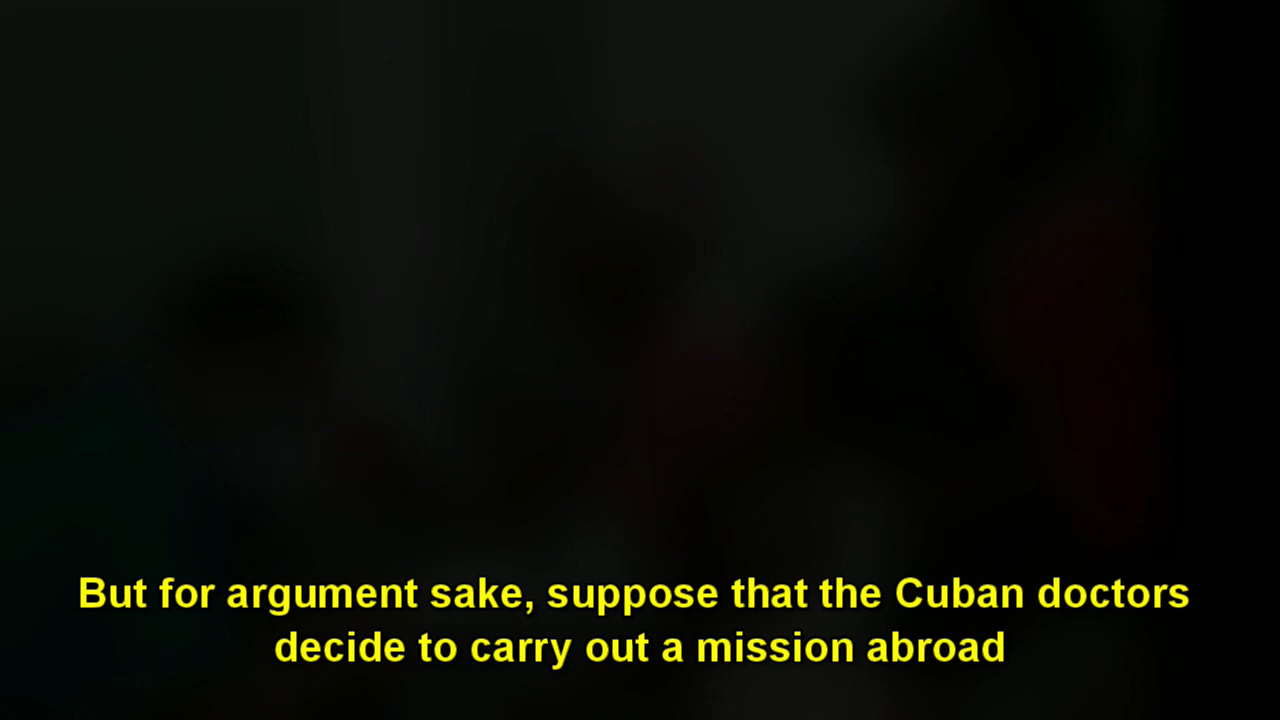 But for argument sake, suppose that the Cuban doctors
decide to carry out a mission abroad